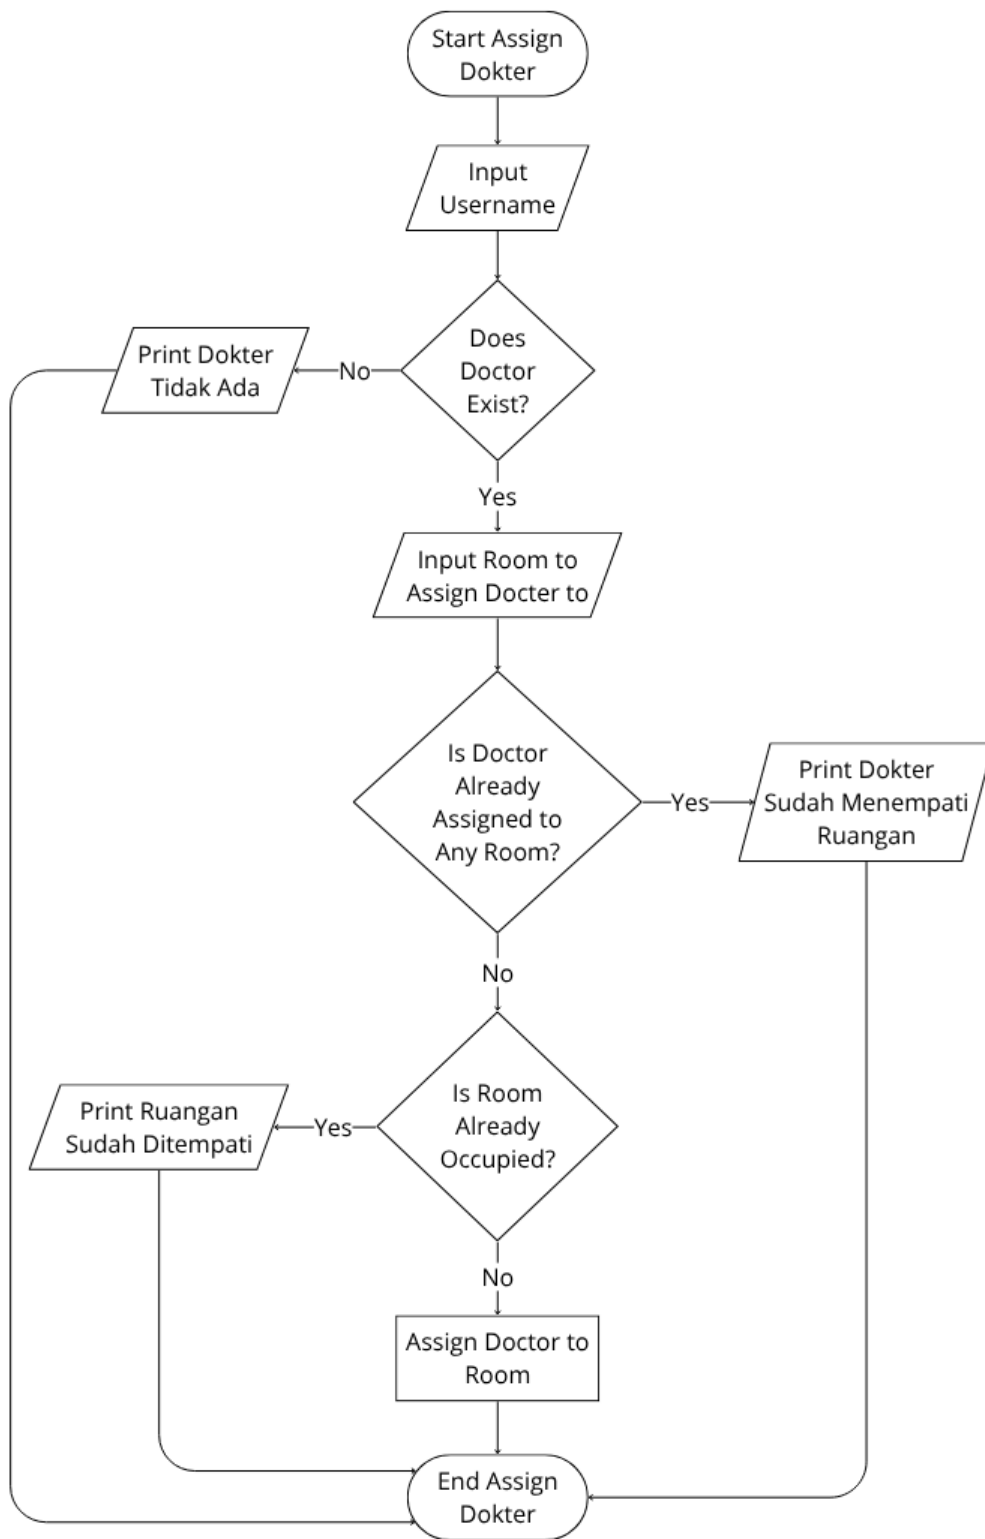 Start Assign
Dokter
Input
Username
Does
Doctor
Exist?
No
Print Dokter
Tidak Ada
Yes
Input Room to
Assign Docter to
Is Doctor
Already
Assigned to
Any Room?
Yes
Print Dokter
Sudah Menempati
Ruangan
No
Is Room
Already
Occupied?
Yes
Print Ruangan
Sudah Ditempati
No
Assign Doctor to
Room
End Assign
Dokter